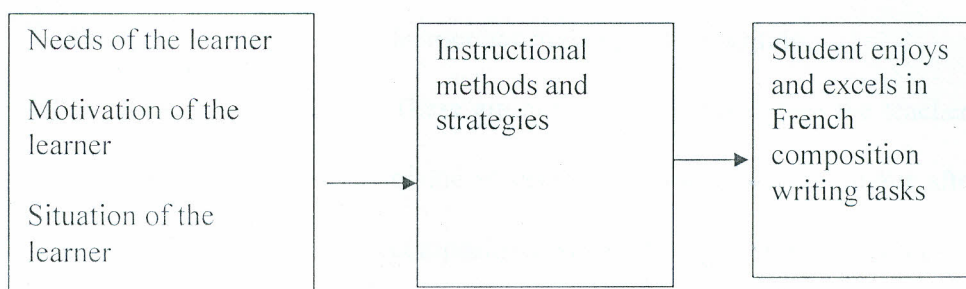 Needs of the learner
Motivation of the
learner
Situation of the
learner
Instructional
methods and
strategies
Student enjoys
and excels in
French
composition
writing tasks